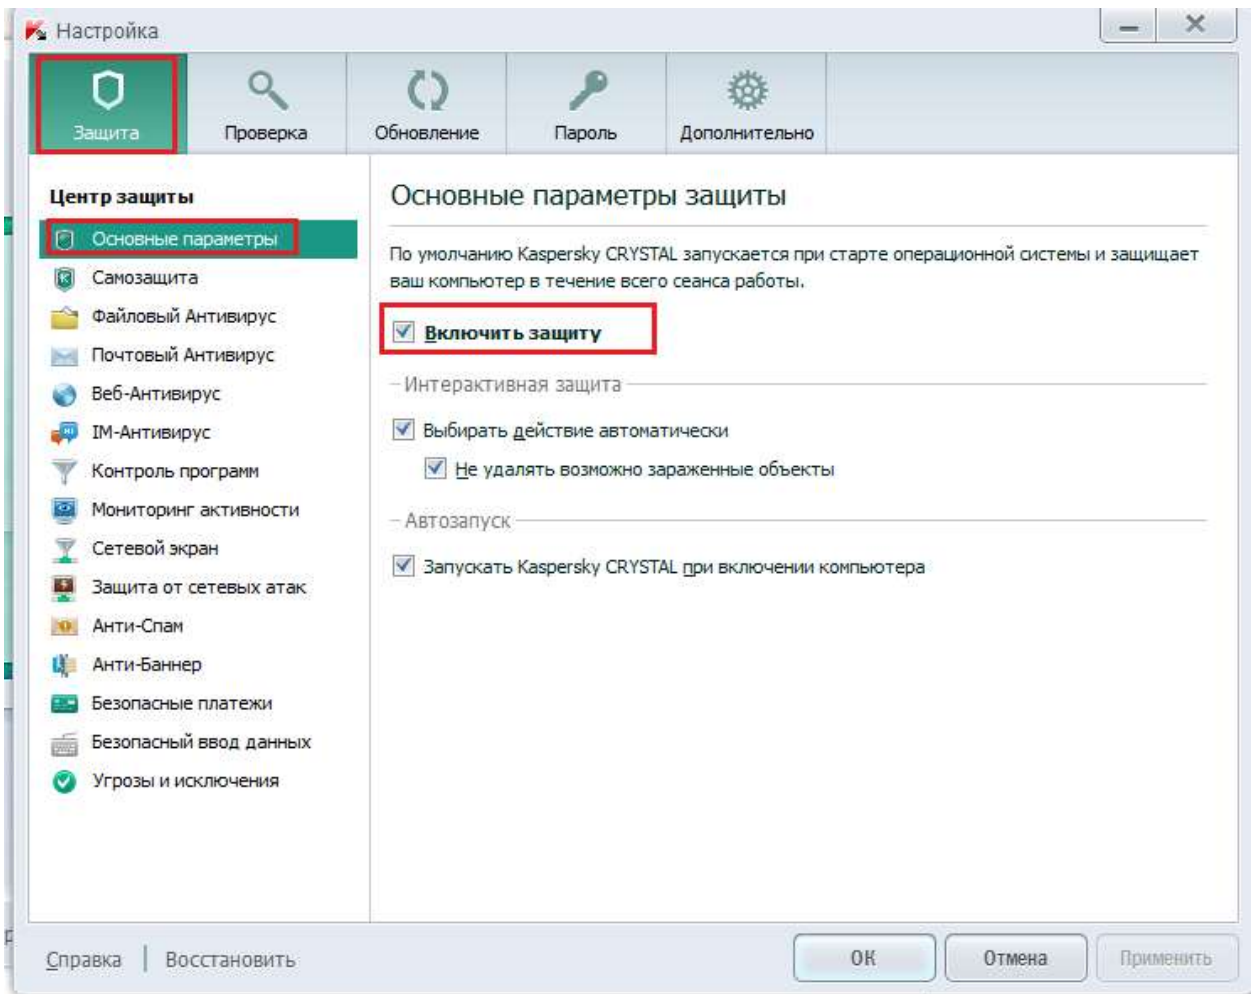 Настройка
Защита
Проверка
Обновление
Пароль
Дополнительно
Центр защиты
Основные параметры
Самозащита
Файловый Антивирус
Почтовый Антивирус
Веб-Антивирус
IM-Антивирус
Контроль программ
Мониторинг активности
Сетевой экран
Защита от сетевых атак
Анти-Спам
Анти-Баннер
Безопасные платежи
Безопасный ввод данных
Угрозы и исключения
Основные параметры защиты
По умолчанию Kaspersky CRYSTAL запускается при старте операционной системы и защищает
ваш компьютер в течение всего сеанса работы.
Включить защиту
Интерактивная защита
Выбирать действие автоматически
Не удалять возможно зараженные объекты
Автозапуск
Запускать Kaspersky CRYSTAL при включении компьютера
Справка
Восстановить
ОК
Отмена
Применить